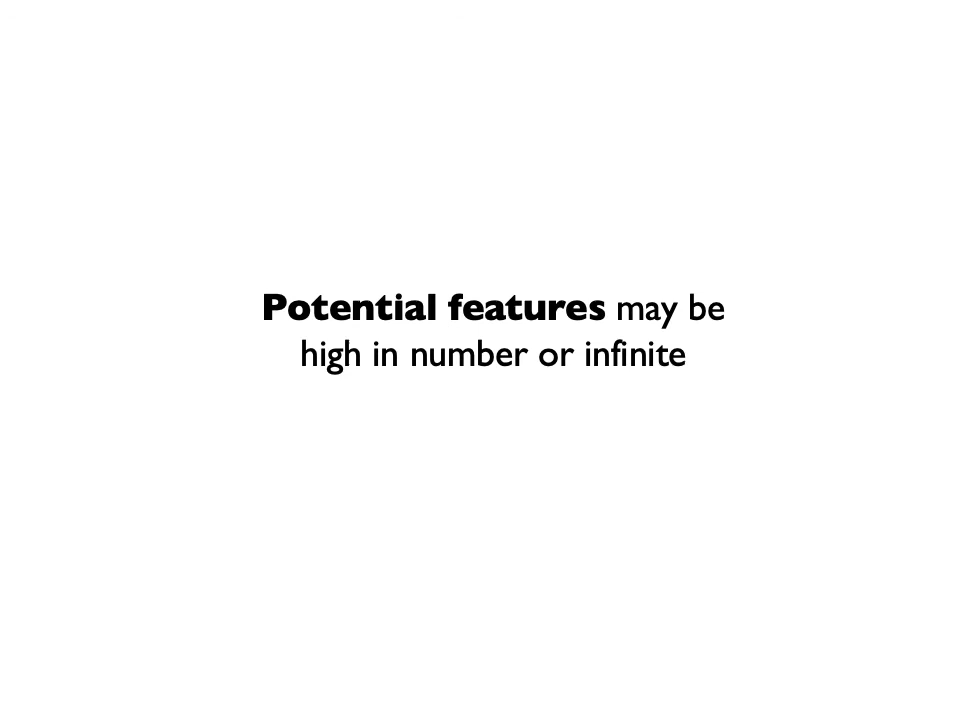 Potential features may be
high in number or infinite